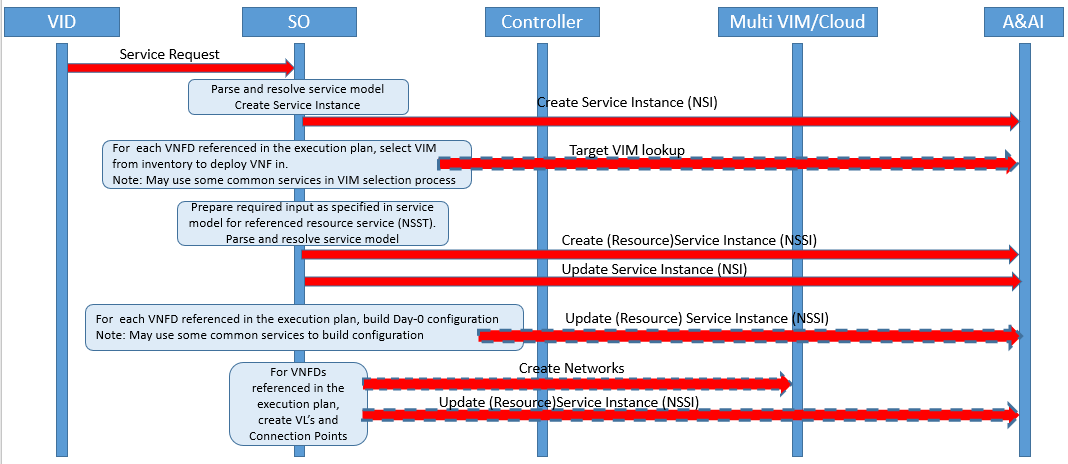 VID
SO
Controller
Multi VIM/Cloud
A&AI
Service Request
Parse and resolve service model
Create Service Instance
Create Service Instance (NSI)
For  each VNFD referenced in the execution plan, select VIM
from inventory to deploy VNF in.
Note: May use some common services in VIM selection process
Target VIM lookup
Prepare required input as specified in service
model for referenced resource service (NSST).
Parse and resolve service model
Create (Resource)Service Instance (NSSI)
Update Service Instance (NSI)
For  each VNFD referenced in the execution plan, build Day-0 configuration
Note: May use some common services to build configuration
Update (Resource) Service Instance (NSSI)
For VNFDs
referenced in the
execution plan,
create VL's and
Connection Points
Create Networks
Update (Resource)Service Instance (NSSI)